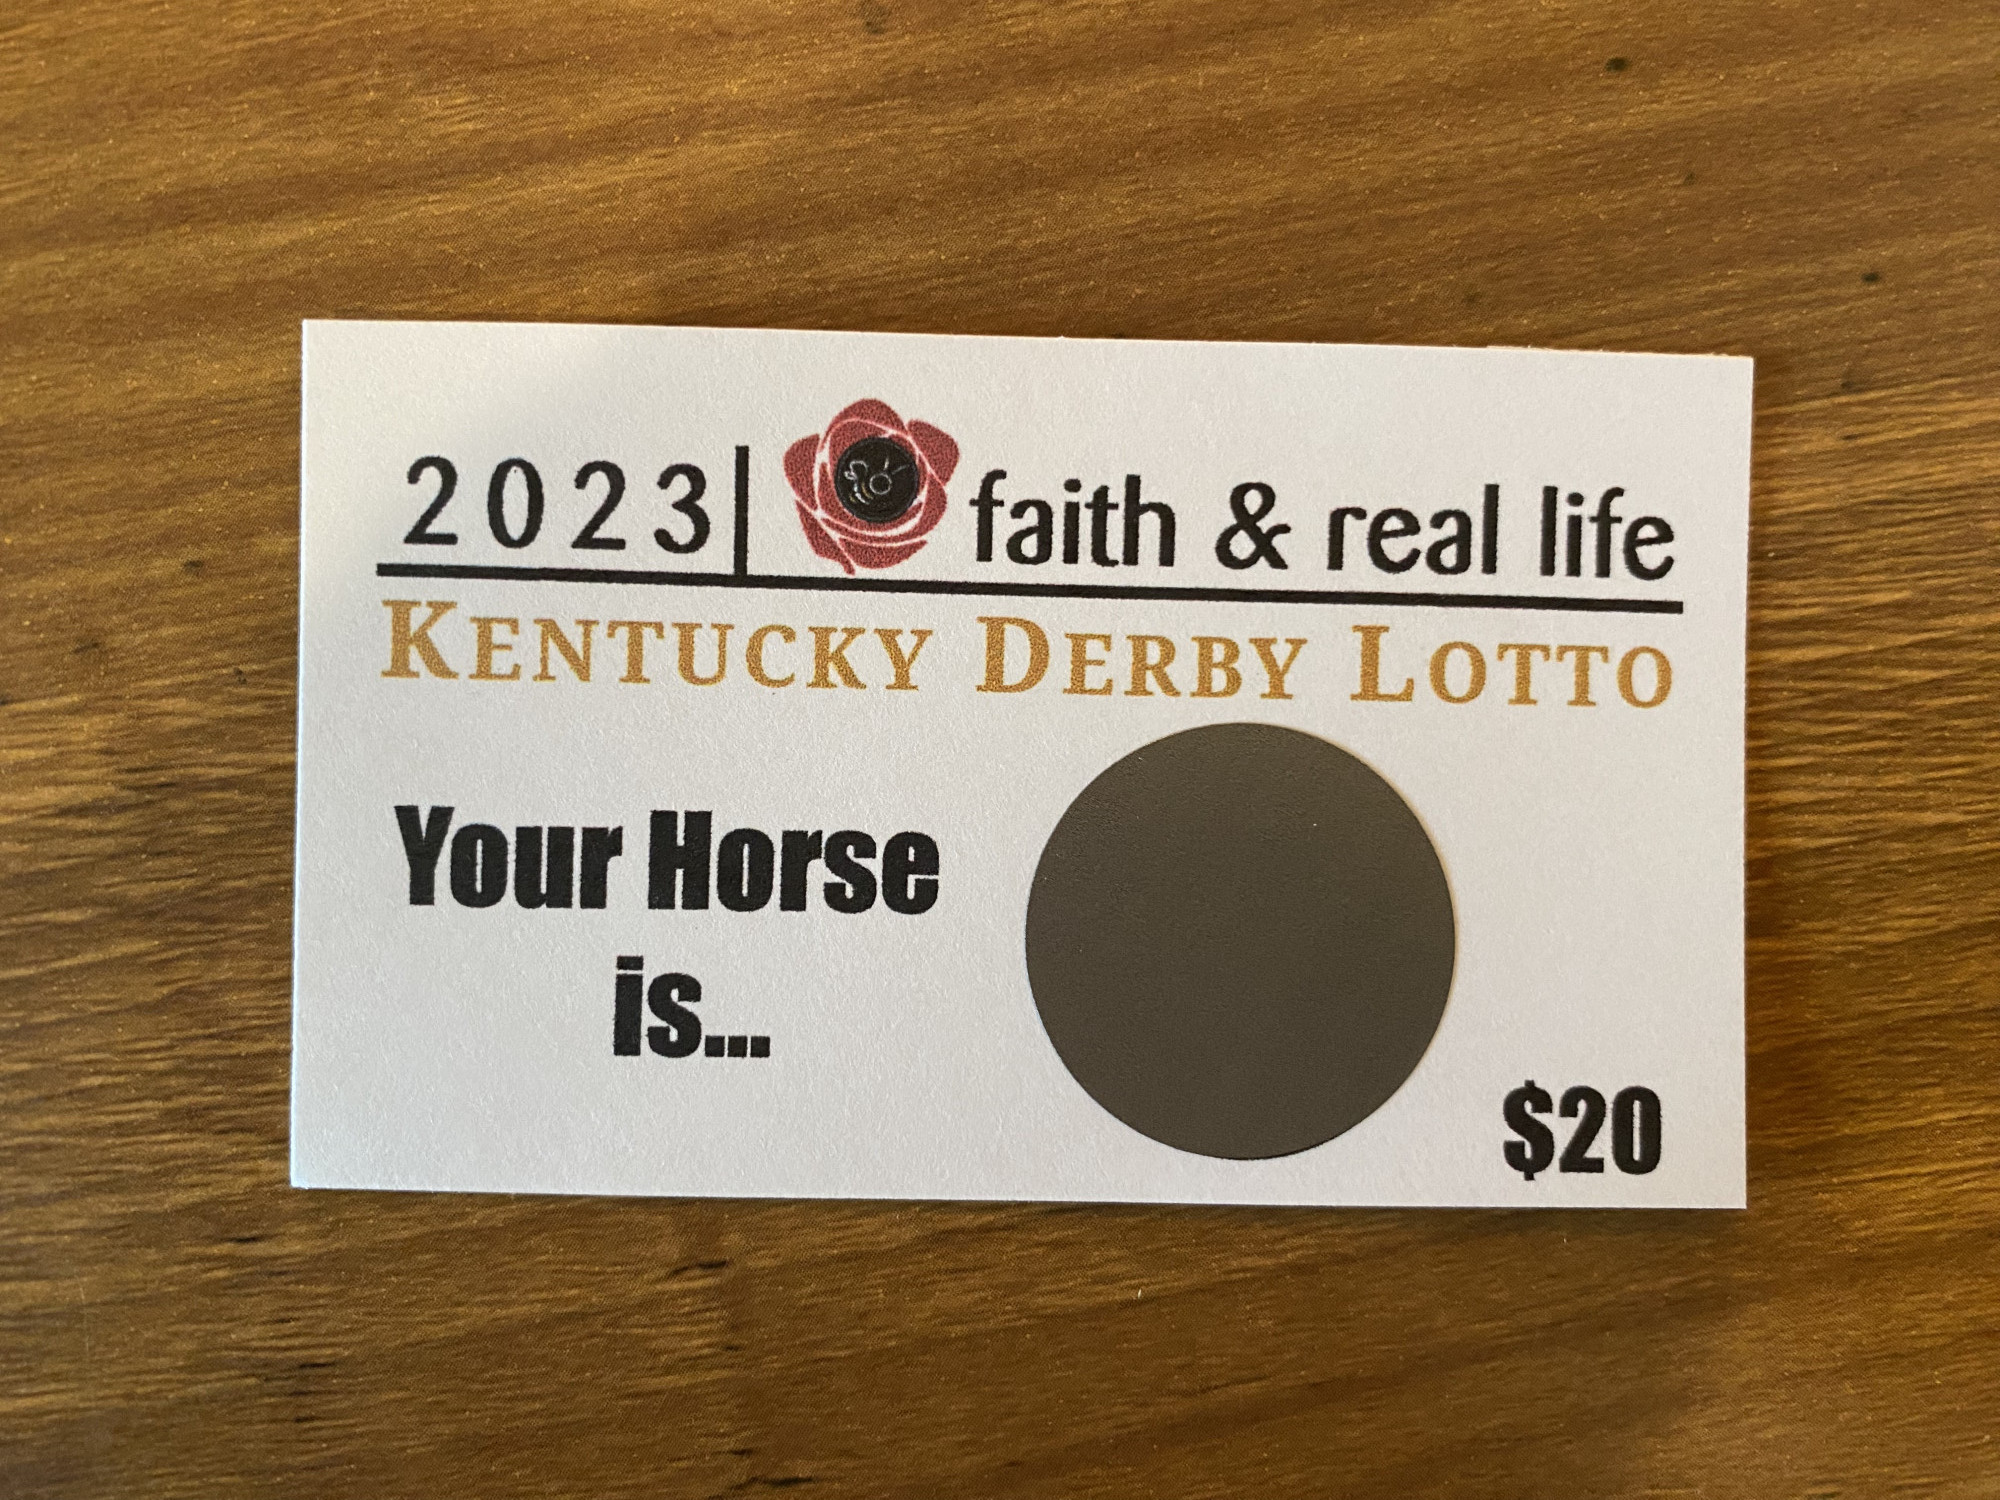 2023| faith & real life
KENTUCKY DERBY LOTTO
Your Horse
is...
$20